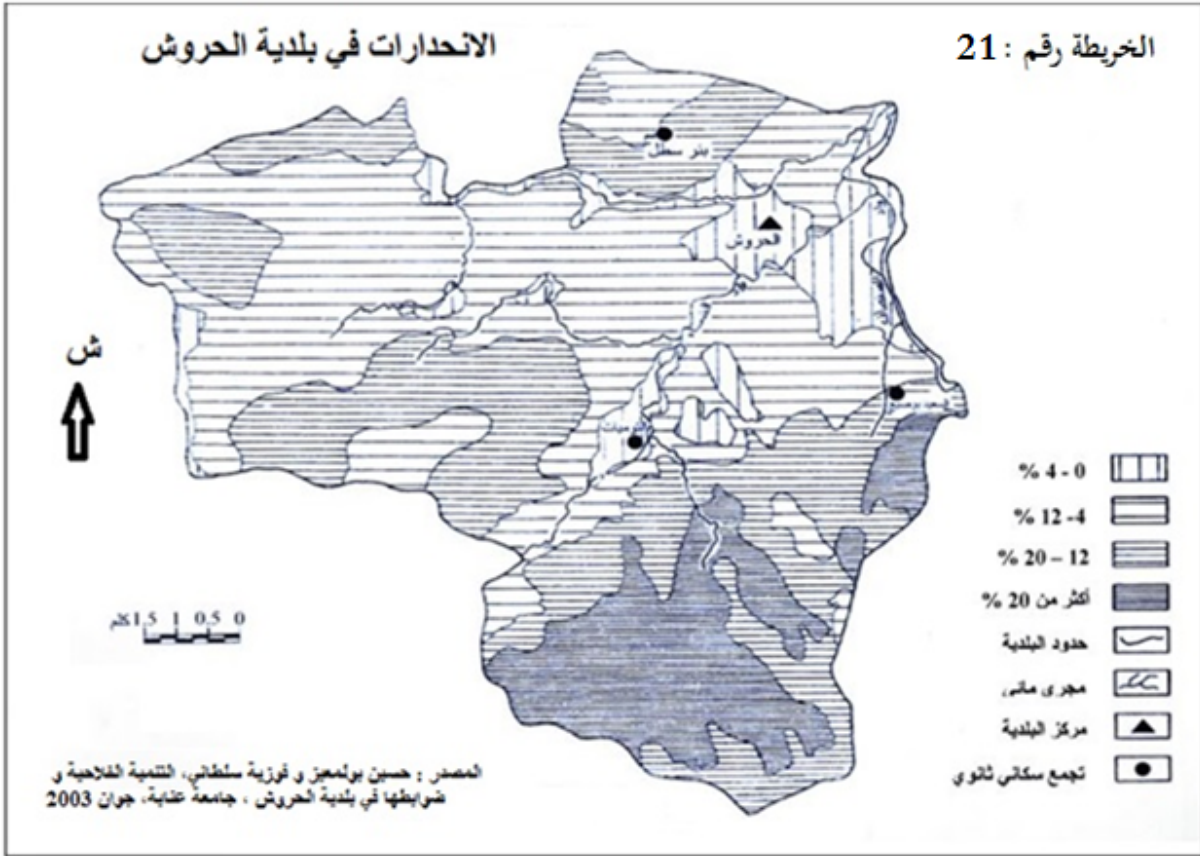 الخريطة رقم : 21
الانحدارات في بلدية الحروش
بئر سطل
الحروش
ش
0 - 4 %
4- 12 %
12 – 20 %
أكثر من 20 %
حدود البلدية
مجرى مائي
مركز البلدية
تجمع سكاني ثانوي
0 0.5 1 1.5 كلم
المصدر : حسين بولمعيز و فوزية سلطاني، التنمية الفلاحية و
ضوابطها في بلدية الحروش ، جامعة عنابة، جوان 2003